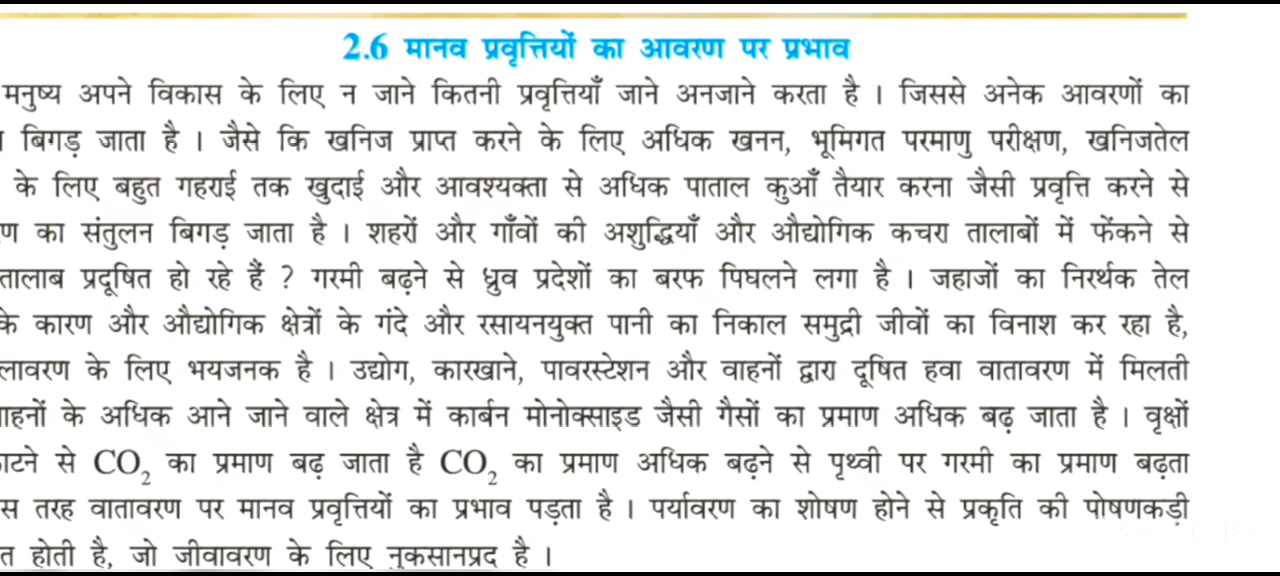 2.6 मानव प्रवृत्तियों का आवरण पर प्रभाव
मनुष्य अपने विकास के लिए न जाने कितनी प्रवृत्तियाँ जाने अनजाने करता है । जिससे अनेक आवरणों का
बिगड़ जाता है । जैसे कि खनिज प्राप्त करने के लिए अधिक खनन, भूमिगत परमाणु परीक्षण, खनिजतेल
के लिए बहुत गहराई तक खुदाई और आवश्यक्ता से अधिक पाताल कुआँ तैयार करना जैसी प्रवृत्ति करने से
का संतुलन बिगड़ जाता है । शहरों और गाँवों की अशुद्धियाँ और औद्योगिक कचरा तालाबों में फेंकने से
तालाब प्रदूषित हो रहे हैं ? गरमी बढ़ने से ध्रुव प्रदेशों का बरफ पिघलने लगा है । जहाजों का निरर्थक तेल
के कारण और औद्योगिक क्षेत्रों के गंदे और रसायनयुक्त पानी का निकाल समुद्री जीवों का विनाश कर रहा है,
लावरण के लिए भयजनक है । उद्योग, कारखाने, पावरस्टेशन और वाहनों द्वारा दूषित हवा वातावरण में मिलती
के अधिक आने जाने वाले क्षेत्र में कार्बन मोनोक्साइड जैसी गैसों का प्रमाण अधिक बढ़ जाता है । वृक्षों
से CO₂ का प्रमाण बढ़ जाता है CO₂ का प्रमाण अधिक बढ़ने से पृथ्वी पर गरमी का प्रमाण बढ़ता
तरह वातावरण पर मानव प्रवृत्तियों का प्रभाव पड़ता है । पर्यावरण का शोषण होने से प्रकृति की पोषणकड़ी
होती है, जो जीवावरण के लिए नुकसानप्रद है ।